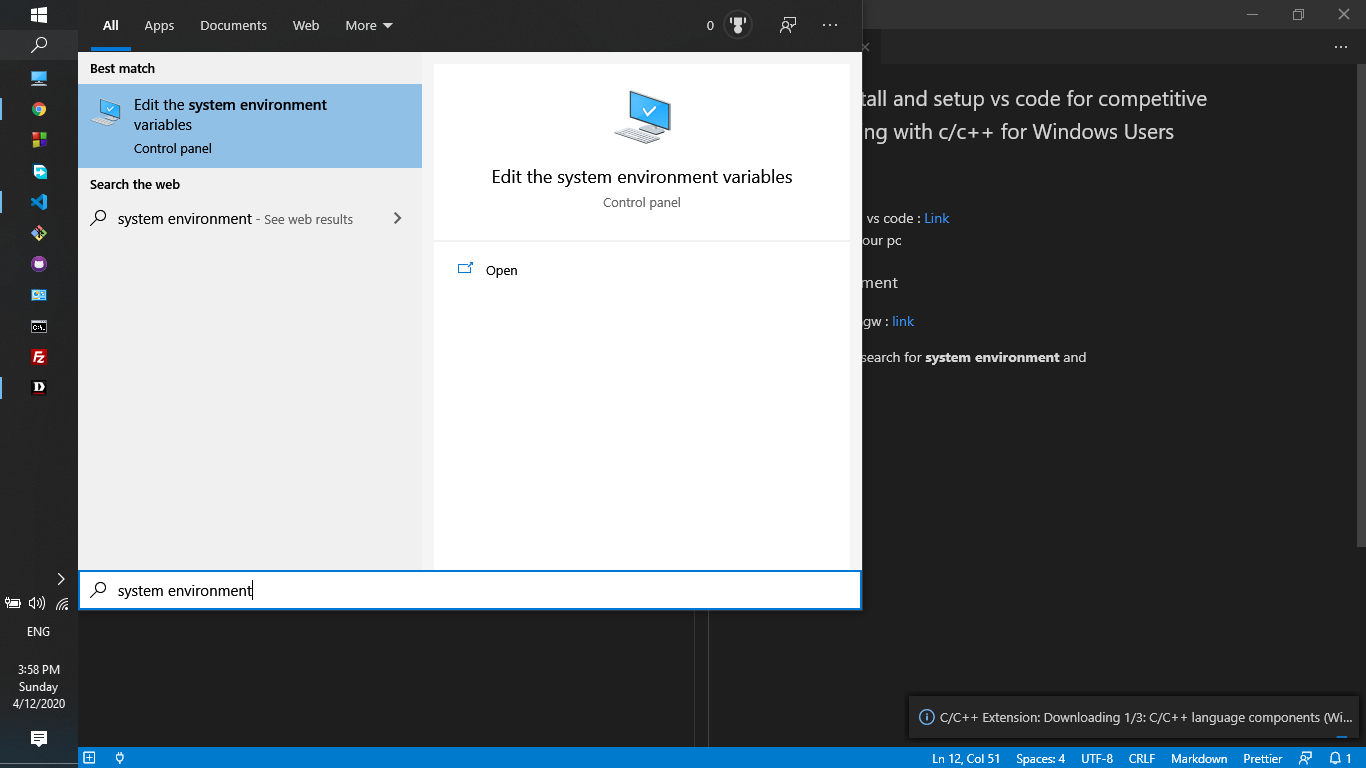 All Apps Documents Web More 0
Best match
Edit the system environment
variables
Control panel
Search the web
system environment - See web results
Edit the system environment variables
Control panel
Open
system environment
tall and setup vs code for competitive
ng with c/c++ for Windows Users
vs code : Link
our pc
ment
gw : link
search for system environment and
ENG
3:58 PM
Sunday
4/12/2020
C/C++ Extension: Downloading 1/3: C/C++ language components (Wi...
Ln 12, Col 51 Spaces: 4 UTF-8 CRLF Markdown Prettier 1